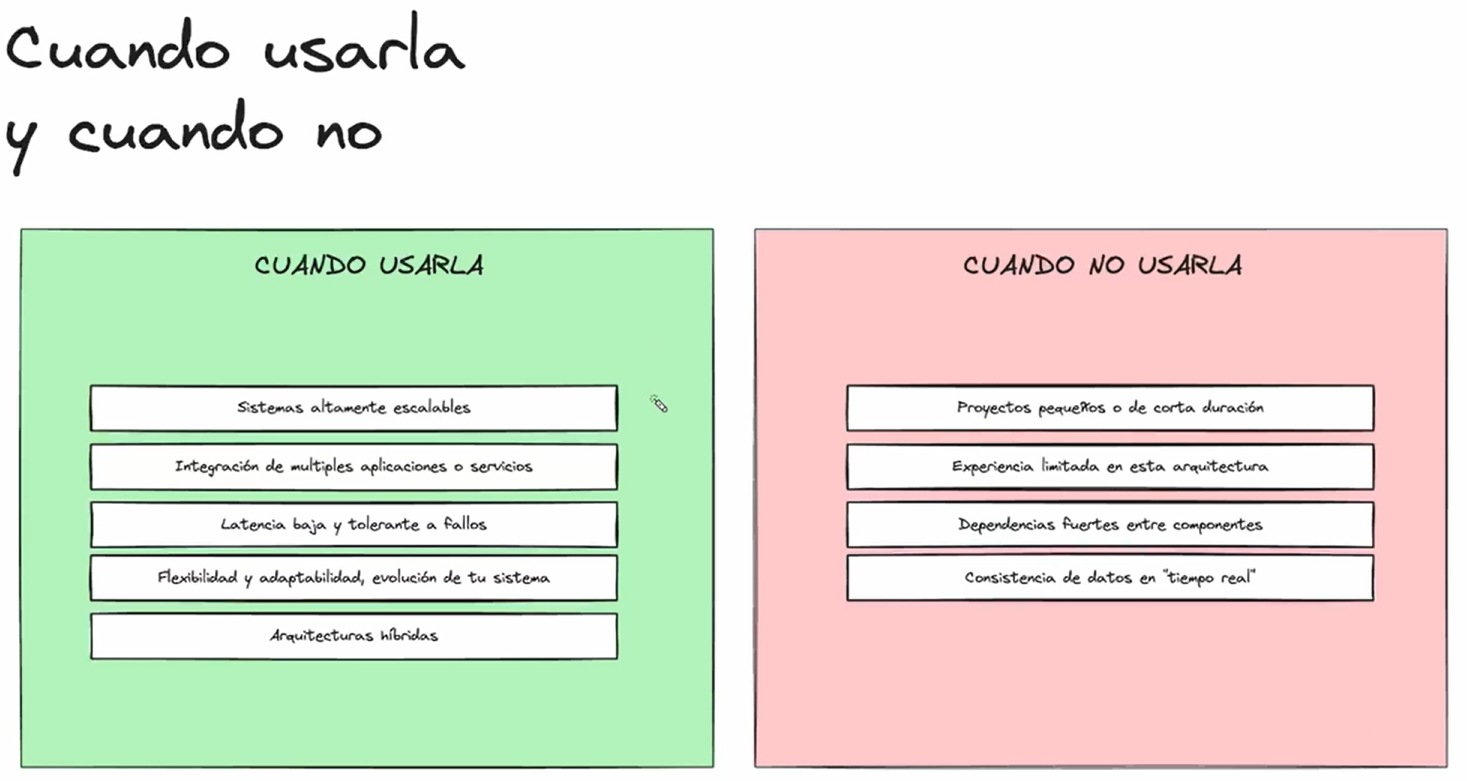 Cuando usarla
y cuando no
CUANDO USARLA
Sistemas altamente escalables
Integración de multiples aplicaciones o servicios
Latencia baja y tolerante a fallos
Flexibilidad y adaptabilidad, evolución de tu sistema
Arquitecturas híbridas
CUANDO NO USARLA
Proyectos pequeños o de corta duración
Experiencia limitada en esta arquitectura
Dependencias fuertes entre componentes
Consistencia de datos en "tiempo real"